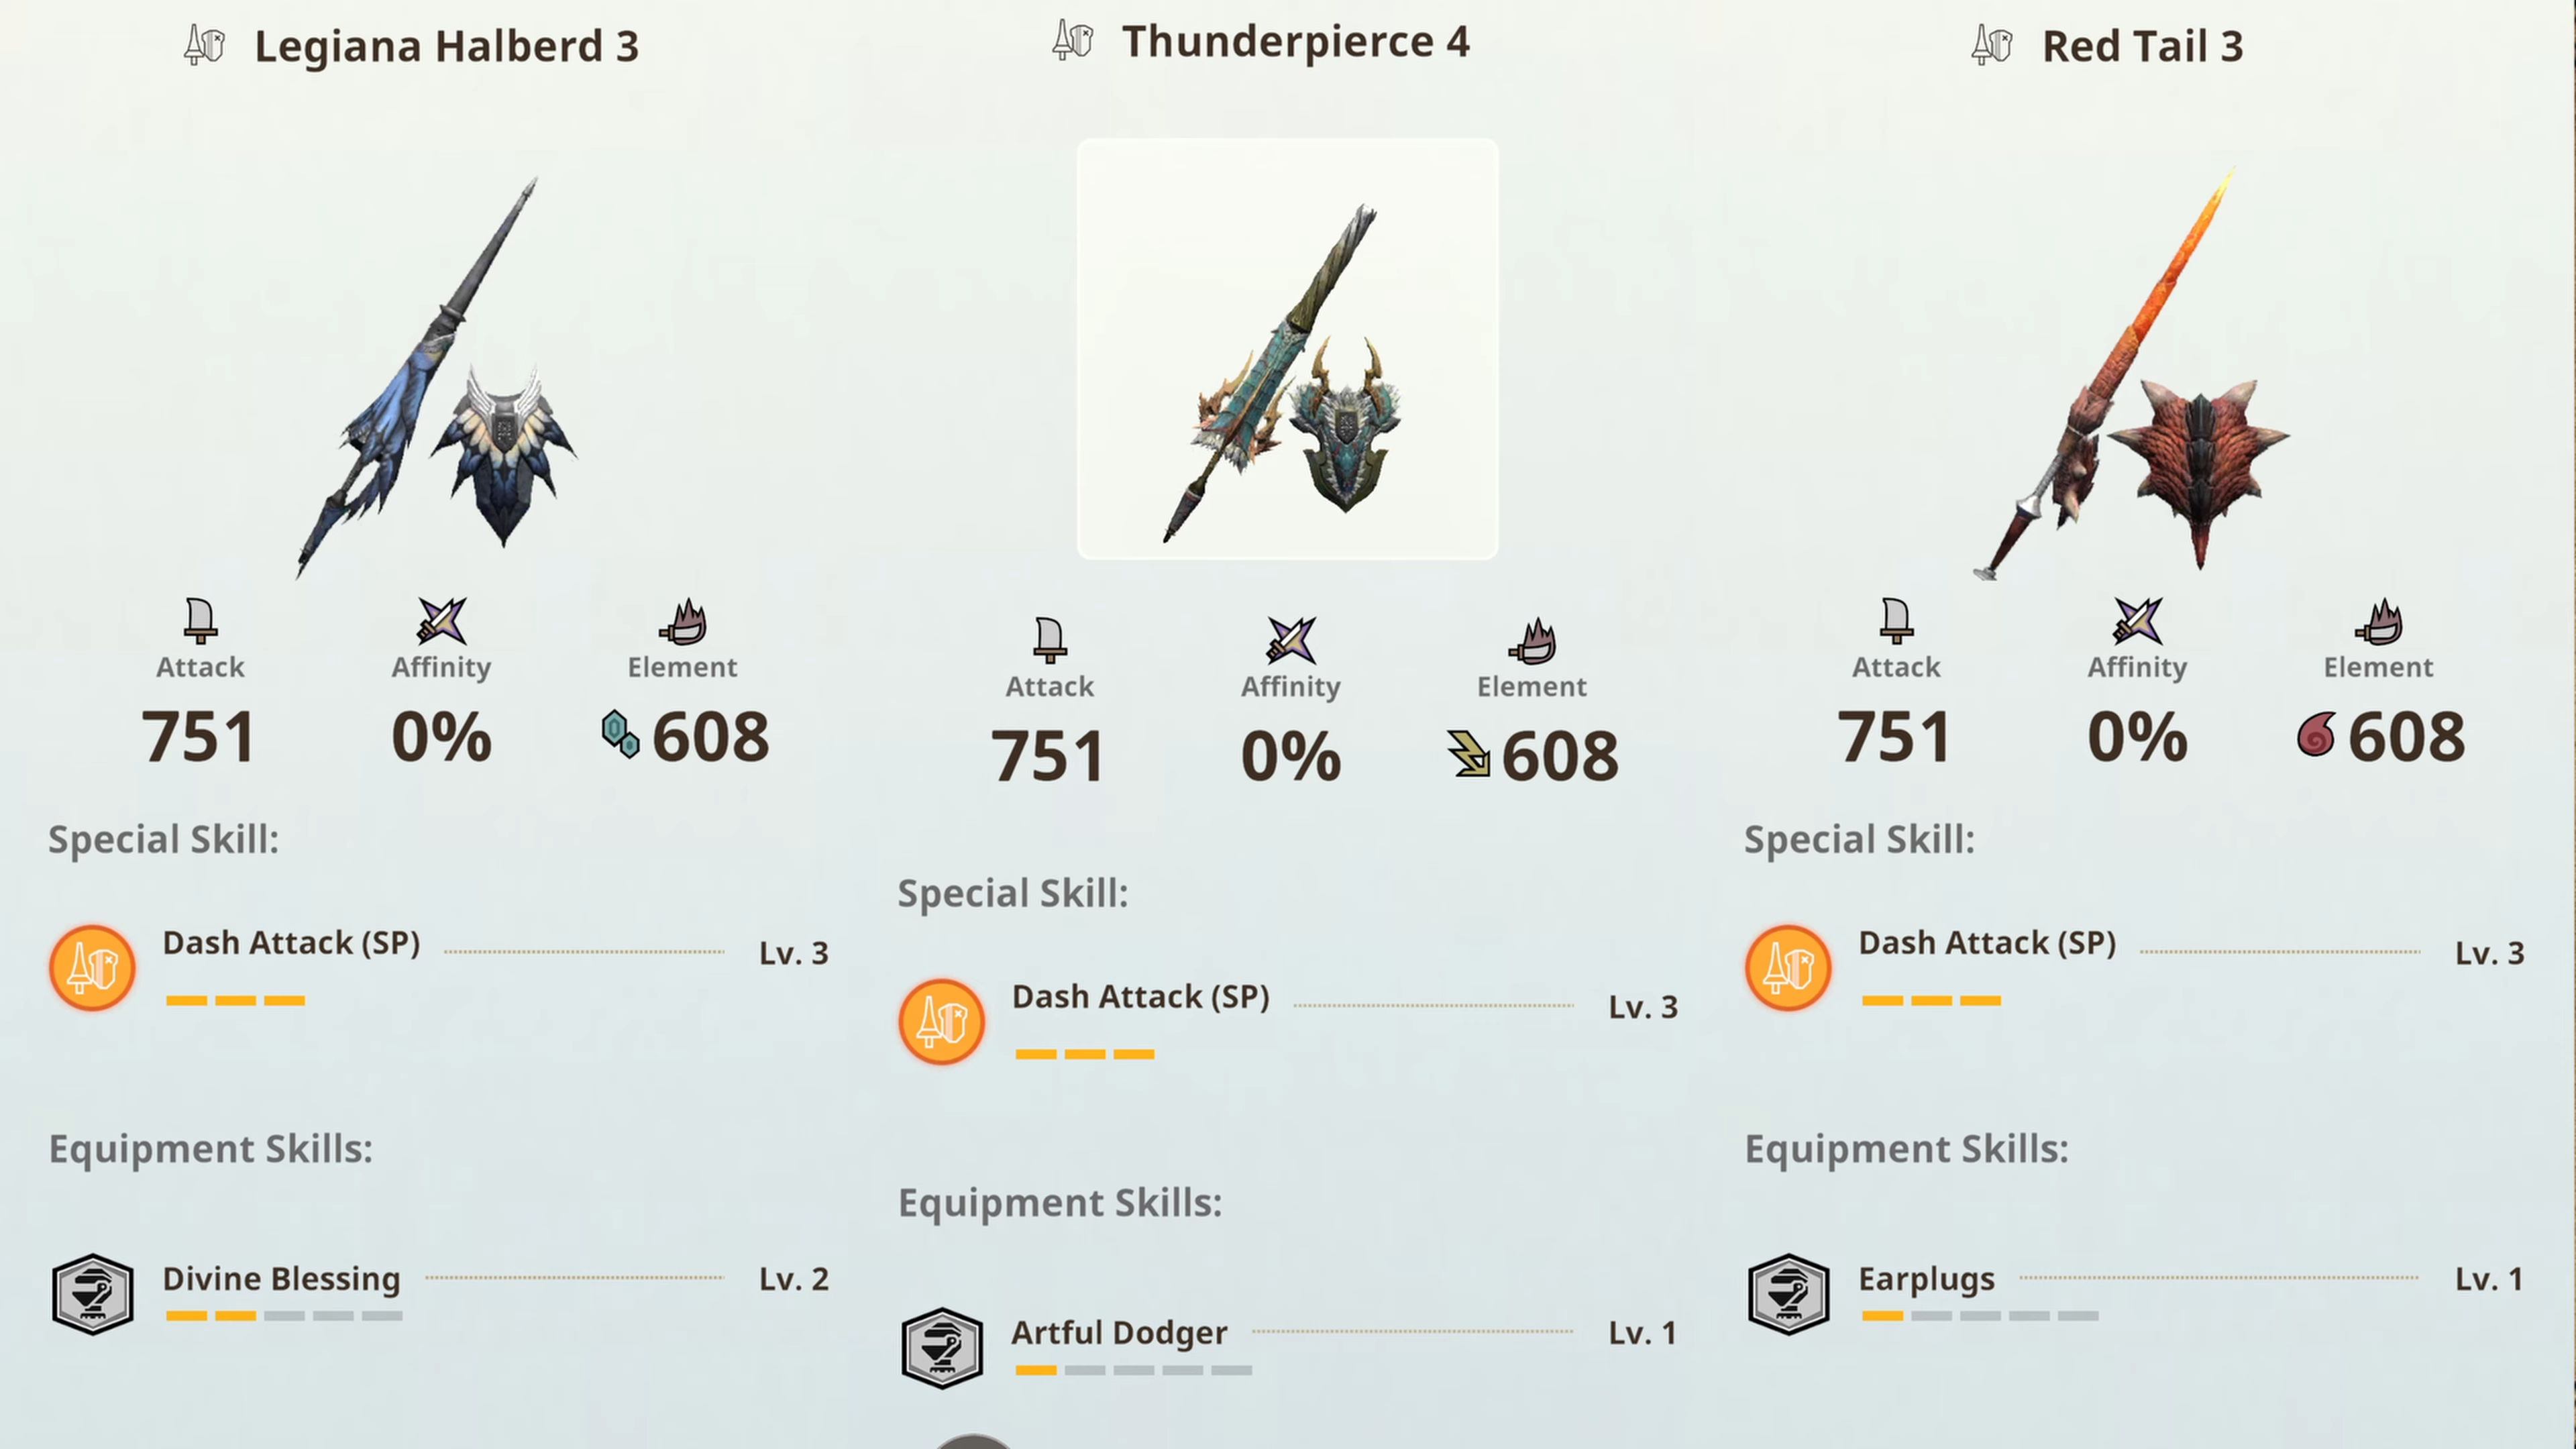 Legiana Halberd 3
Attack
Affinity
Element
751
0%
608
Special Skill:
Dash Attack (SP)
Lv. 3
Equipment Skills:
Divine Blessing
Lv. 2
Thunderpierce 4
Attack
Affinity
Element
751
0%
608
Special Skill:
Dash Attack (SP)
Lv. 3
Equipment Skills:
Artful Dodger
Lv. 1
Red Tail 3
Attack
Affinity
Element
751
0%
608
Special Skill:
Dash Attack (SP)
Lv. 3
Equipment Skills:
Earplugs
Lv. 1